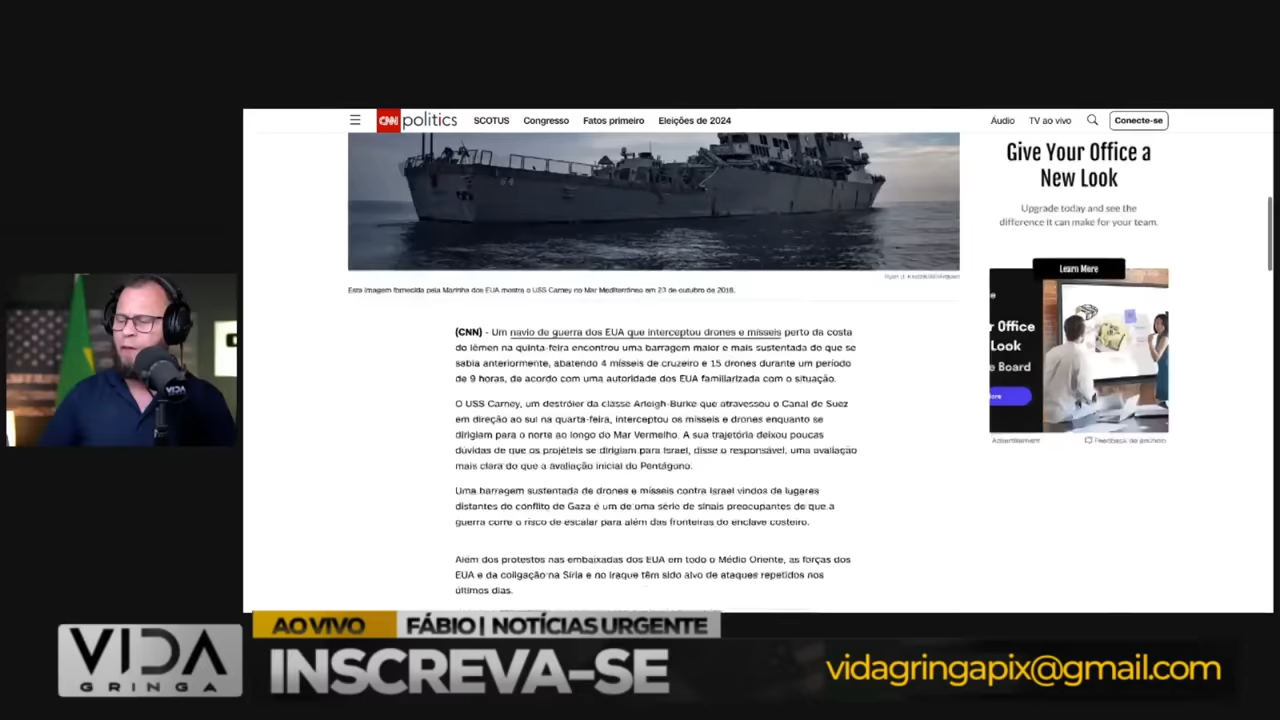 CNN politics SCOTUS Congresso Fatos primeiro Eleições de 2024 Áudio TV ao vivo Conecte-se
Give Your Office a
New Look
Upgrade today and see the
difference it can make for your team.
Learn More
r Office
Look
e Board
Advertisement Feedback de anúncio
Esta imagem fornecida pela Marinha dos EUA mostra o USS Carney no Mar Mediterrâneo em 23 de outubro de 2018.
(CNN) - Um navio de guerra dos EUA que interceptou drones e mísseis perto da costa
do Iêmen na quinta-feira encontrou uma barragem maior e mais sustentada do que se
sabia anteriormente, abatendo 4 mísseis de cruzeiro e 15 drones durante um período
de 9 horas, de acordo com uma autoridade dos EUA familiarizada com o situação.
O USS Carney, um destróier da classe Arleigh-Burke que atravessou o Canal de Suez
em direção ao sul na quarta-feira, interceptou os mísseis e drones enquanto se
dirigiam para o norte ao longo do Mar Vermelho. A sua trajetória deixou poucas
dúvidas de que os projéteis se dirigiam para Israel, disse o responsável, uma avaliação
mais clara do que a avaliação inicial do Pentágono.
Uma barragem sustentada de drones e mísseis contra Israel vindos de lugares
distantes do conflito de Gaza é um de uma série de sinais preocupantes de que a
guerra corre o risco de escalar para além das fronteiras do enclave costeiro.
Além dos protestos nas embaixadas dos EUA em todo o Médio Oriente, as forças dos
EUA e da coligação na Síria e no Iraque têm sido alvo de ataques repetidos nos
últimos dias.
VIDA
AO VIVO FÁBIO | NOTÍCIAS URGENTE
VIDA
GRINGA
INSCREVA-SE
vidagringapix@gmail.com